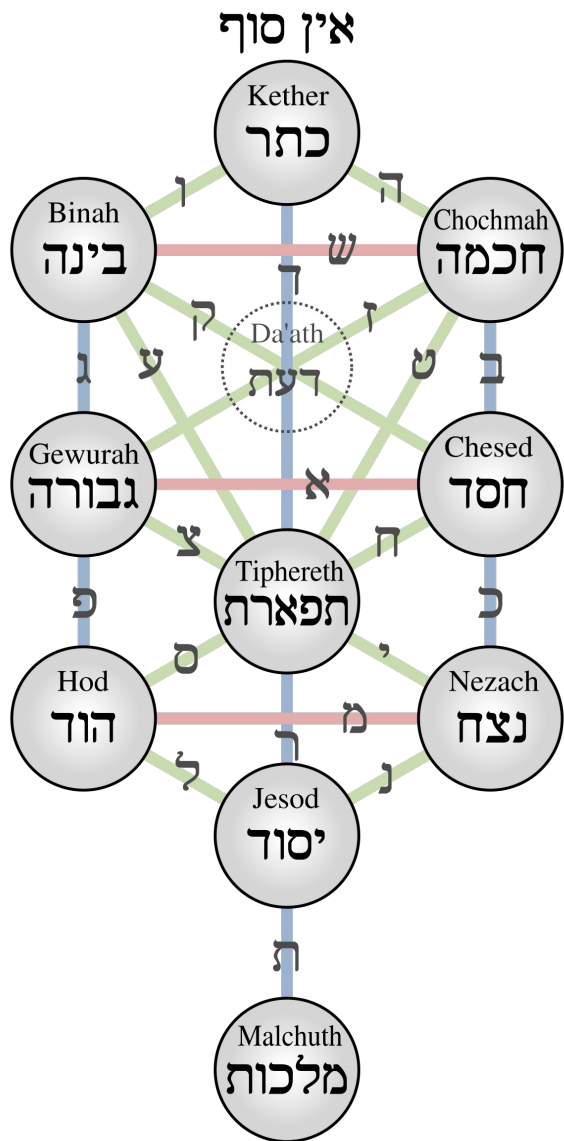 אין סוף
Kether
כתר
ו
ה
Binah
בינה
Chochmah
חכמה
ש
ד
ק
ז
Da'ath
דעת
ג
ע
ט
ב
Gewurah
גבורה
Chesed
חסד
א
צ
ח
Tiphereth
תפארת
פ
כ
ס
י
Hod
הוד
Nezach
נצח
מ
ר
ל
נ
Jesod
יסוד
ת
Malchuth
מלכות